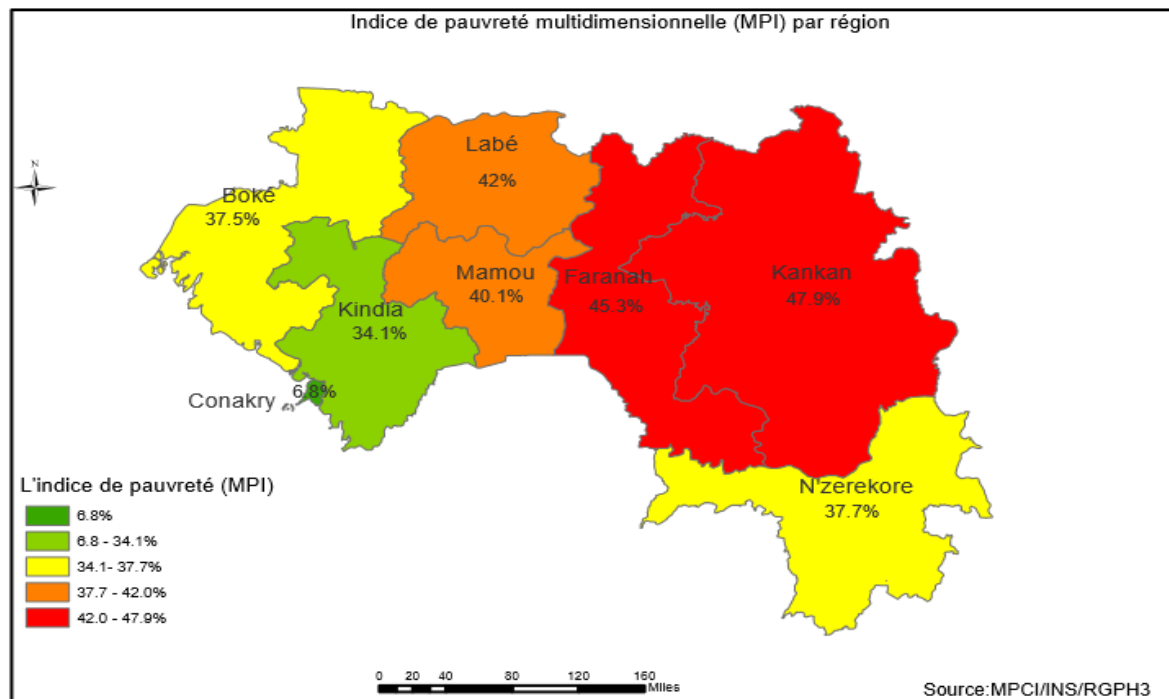 Indice de pauvreté multidimensionnelle (MPI) par région
N
Labé
42%
Boké
37.5%
Mamou
40.1%
Faranah
45.3%
Kankan
47.9%
Kindia
34.1%
6.8%
Conakry
N'zerekore
37.7%
L'indice de pauvreté (MPI)
6.8%
6.8 - 34.1%
34.1- 37.7%
37.7 - 42.0%
42.0 - 47.9%
0 20 40 80 120 160
Miles
Source:MPCI/INS/RGPH3